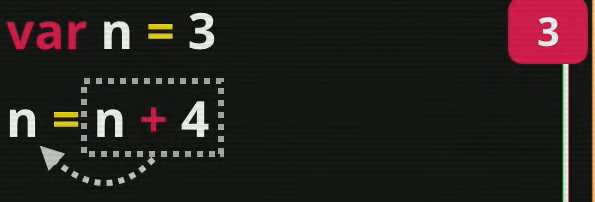 var n = 3
3
n = n + 4